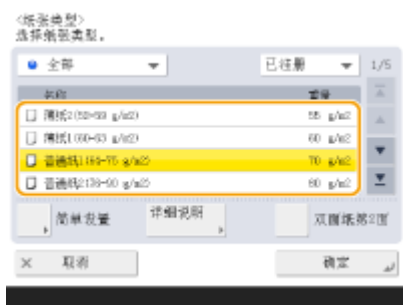 <纸张类型>
选择纸张类型。
全部
已注册
1/5
名称 重量
薄纸2(52-59 g/m2) 55 g/m2
薄纸1(60-63 g/m2) 60 g/m2
普通纸1(64-75 g/m2) 70 g/m2
普通纸2(76-90 g/m2) 80 g/m2
简单设置 详细说明 双面纸第2面
× 取消 确定